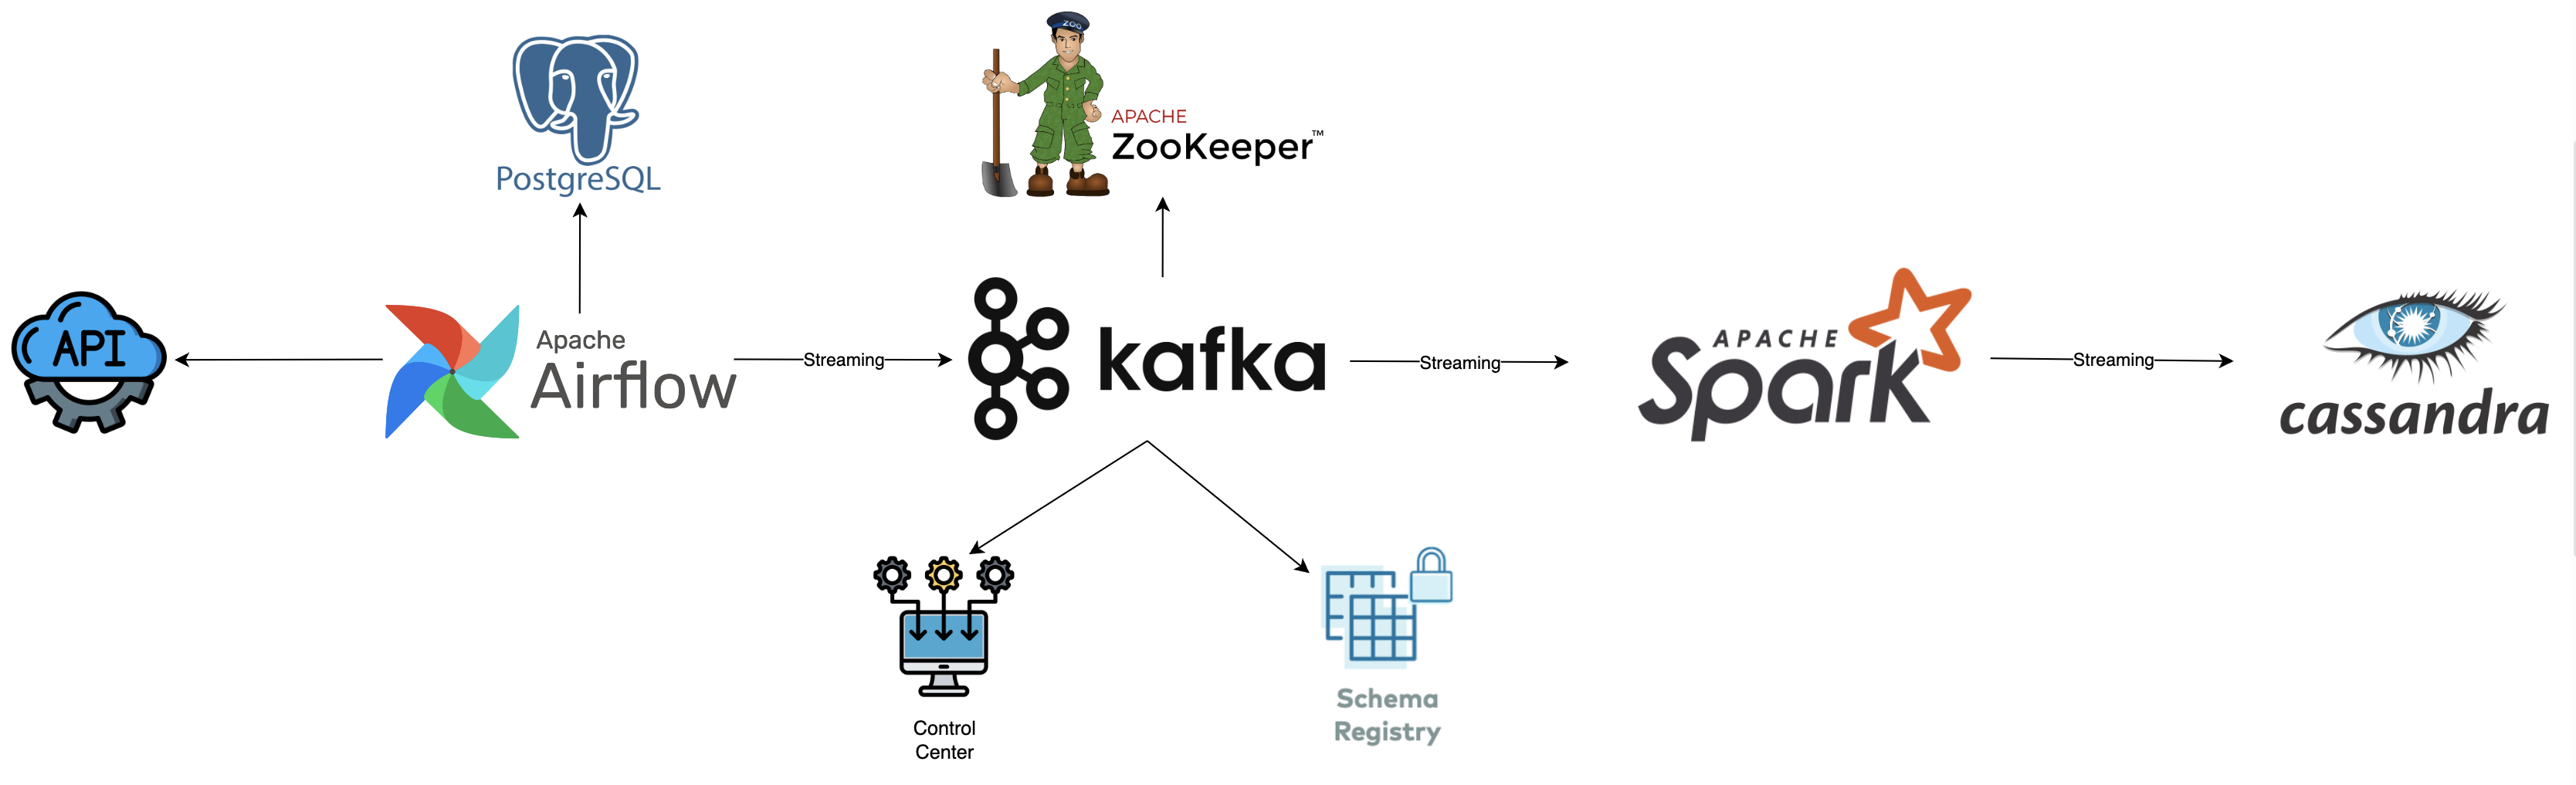 ZOO
PostgreSQL
APACHE
ZooKeeper™
API
Apache
Airflow
Streaming
kafka
Streaming
APACHE
Spark
Streaming
cassandra
Control
Center
Schema
Registry